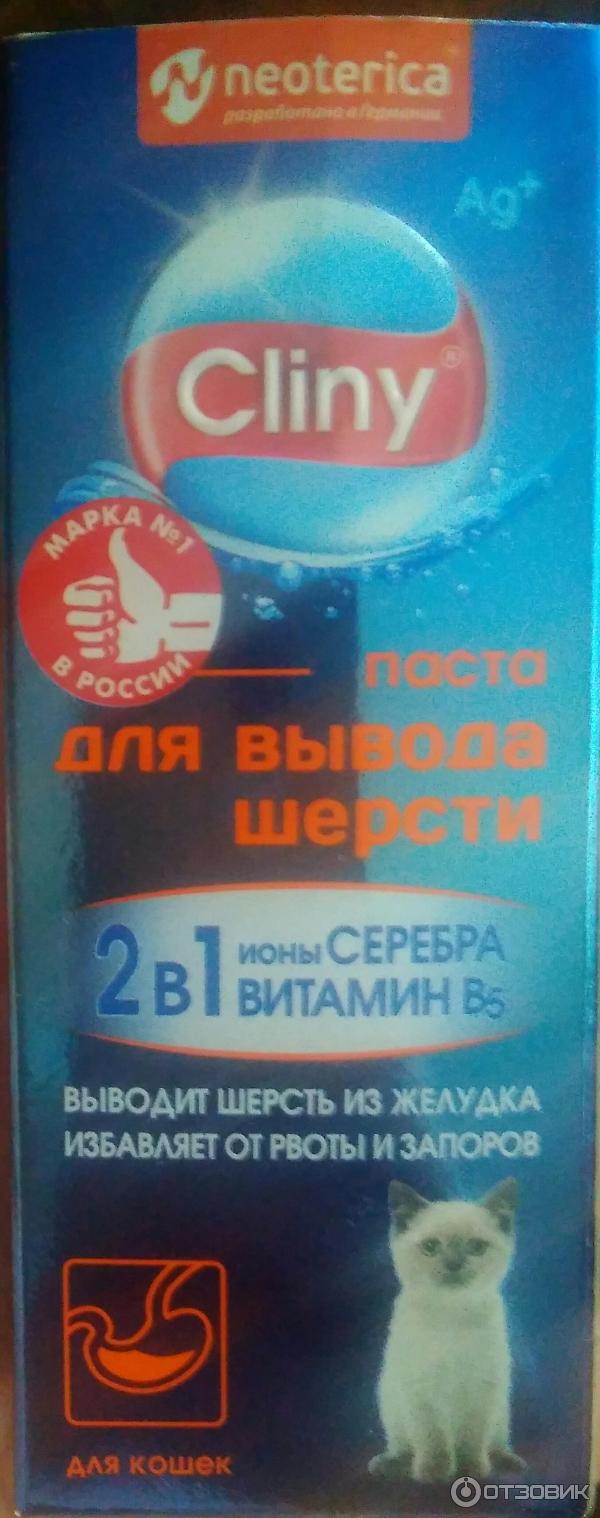 neoterica
разработано в Германии
Ag+
Cliny®
МАРКА №1
В РОССИИ
паста
для вывода
шерсти
2 в 1 ионы СЕРЕБРА
ВИТАМИН В5
ВЫВОДИТ ШЕРСТЬ ИЗ ЖЕЛУДКА
ИЗБАВЛЯЕТ ОТ РВОТЫ И ЗАПОРОВ
для кошек
ОТЗОВИК